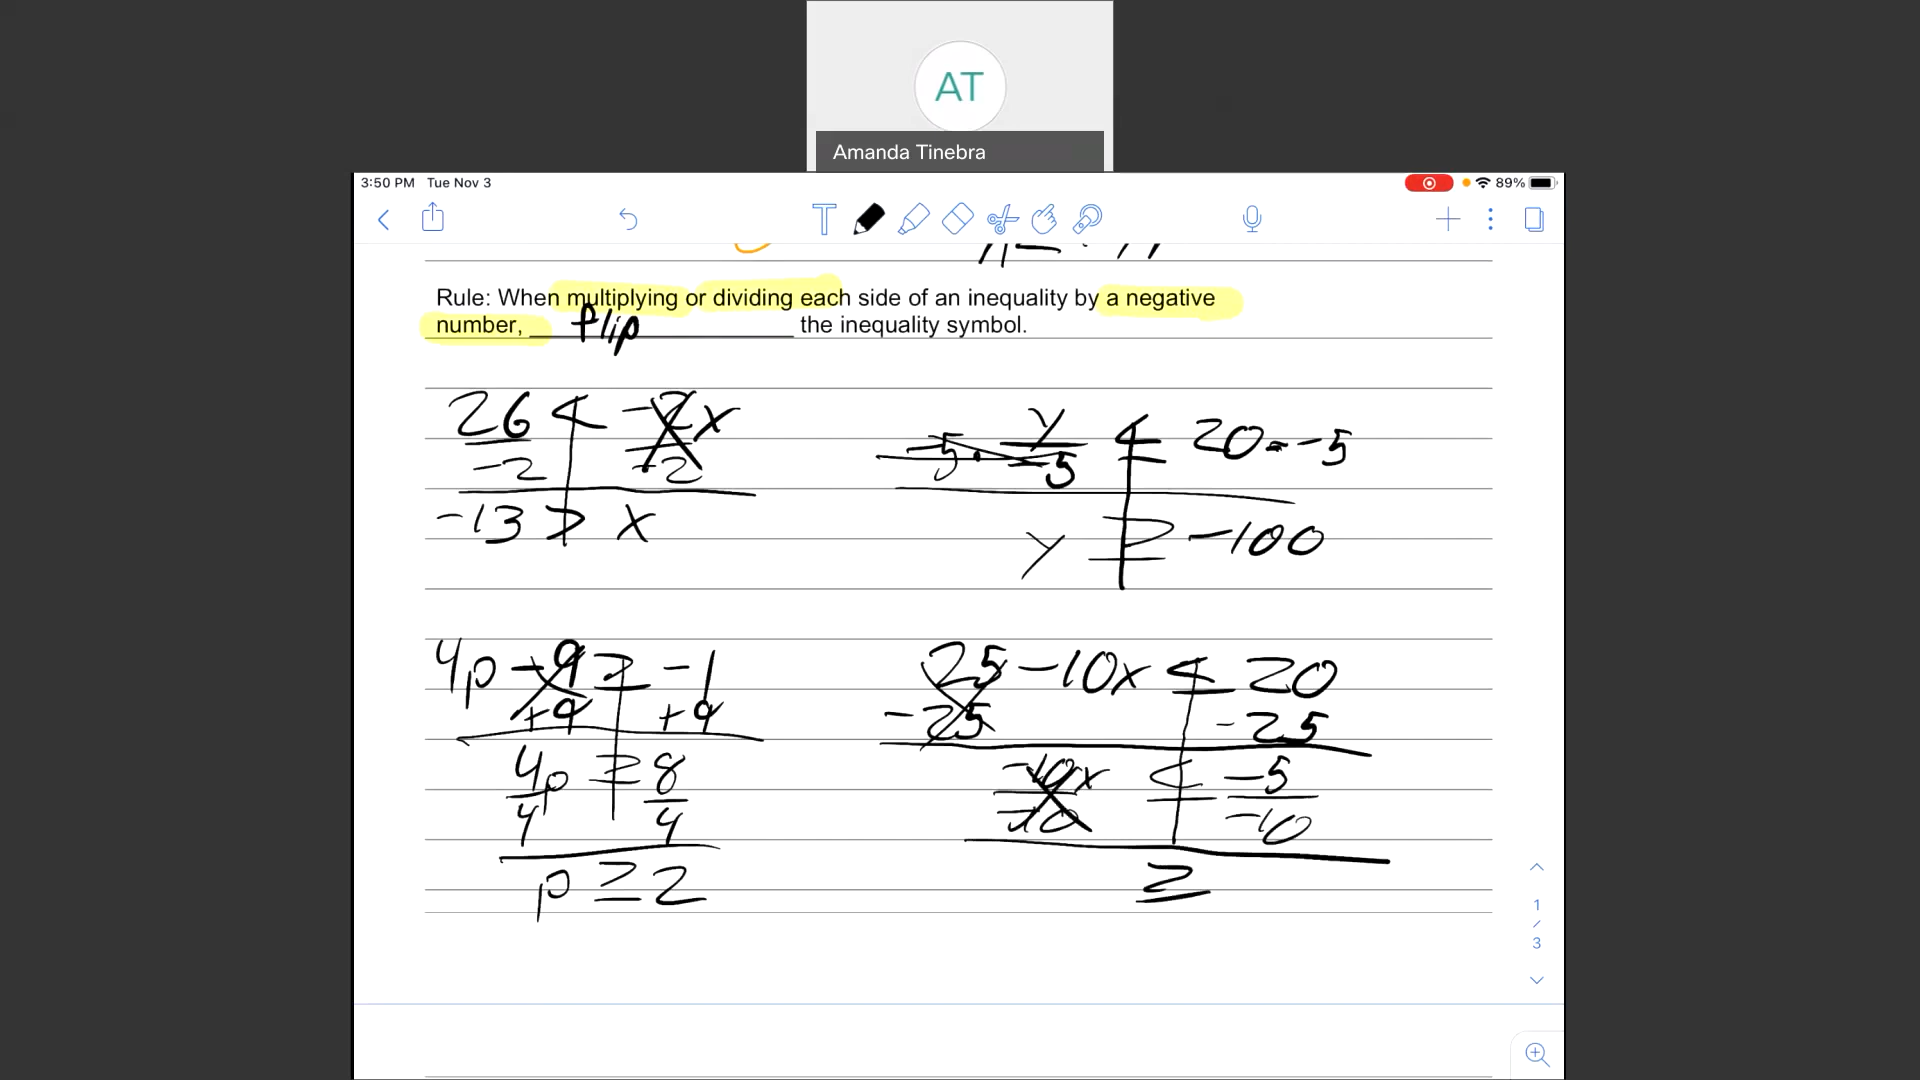 AT
Amanda Tinebra
3:50 PM Tue Nov 3
89%
Rule: When multiplying or dividing each side of an inequality by a negative
number, flip the inequality symbol.
26 < -2x
-2 -2
-13 > x
-5 · y/-5 ≤ 20 · -5
y ≥ -100
4p - 9 ≥ -1
+9 +9
4p ≥ 8
4 4
p ≥ 2
25 - 10x ≤ 20
-25 -25
-10x ≤ -5
-10 -10
≥
1
/
3